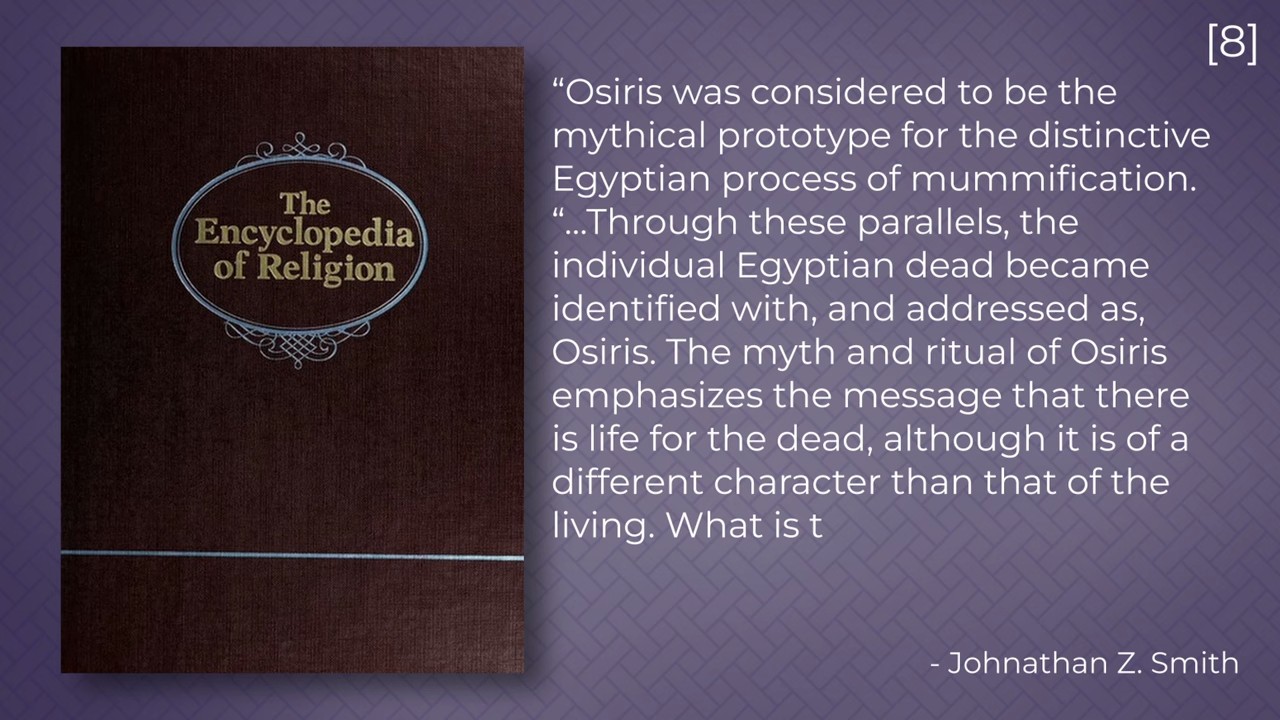 [8]
The
Encyclopedia
of Religion
“Osiris was considered to be the
mythical prototype for the distinctive
Egyptian process of mummification.
“...Through these parallels, the
individual Egyptian dead became
identified with, and addressed as,
Osiris. The myth and ritual of Osiris
emphasizes the message that there
is life for the dead, although it is of a
different character than that of the
living. What is t
- Johnathan Z. Smith